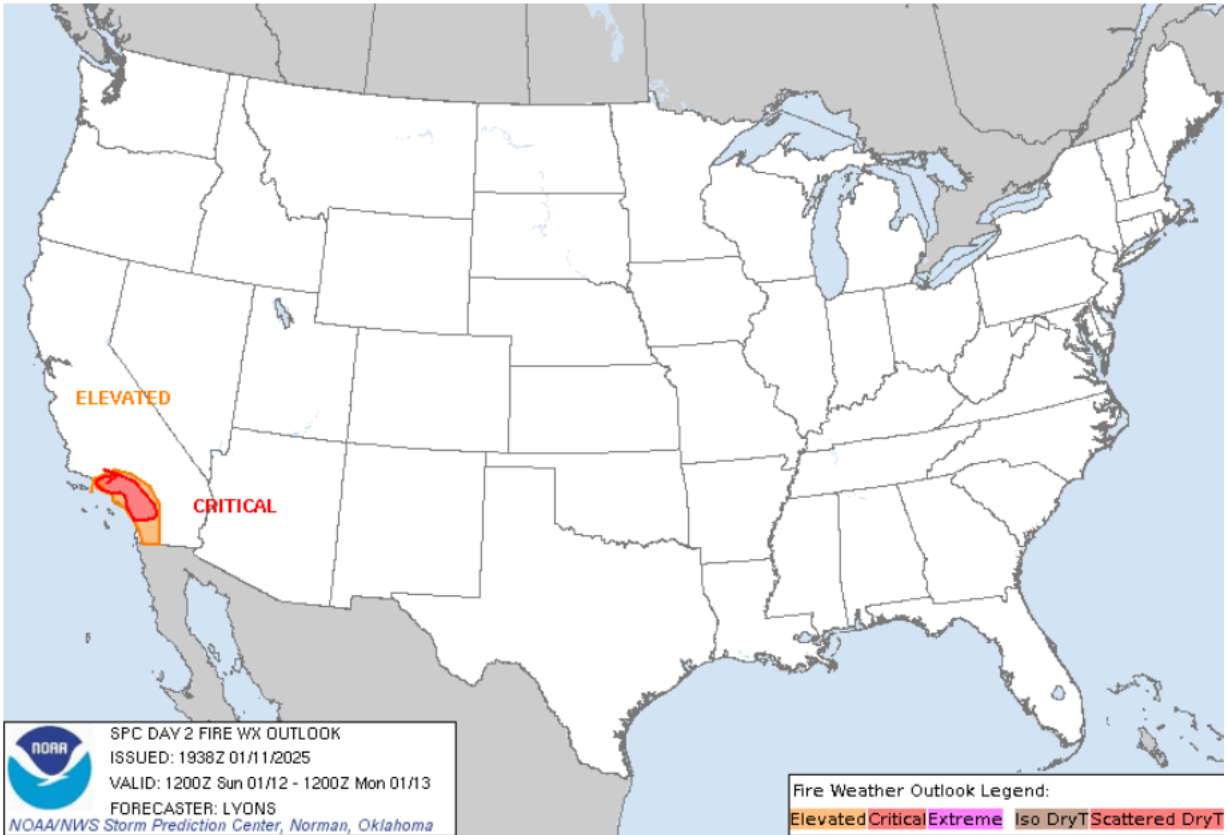 ELEVATED
CRITICAL
NOAA
SPC DAY 2 FIRE WX OUTLOOK
ISSUED: 1938Z 01/11/2025
VALID: 1200Z Sun 01/12 - 1200Z Mon 01/13
FORECASTER: LYONS
NOAA/NWS Storm Prediction Center, Norman, Oklahoma
Fire Weather Outlook Legend:
Elevated Critical Extreme Iso DryT Scattered DryT